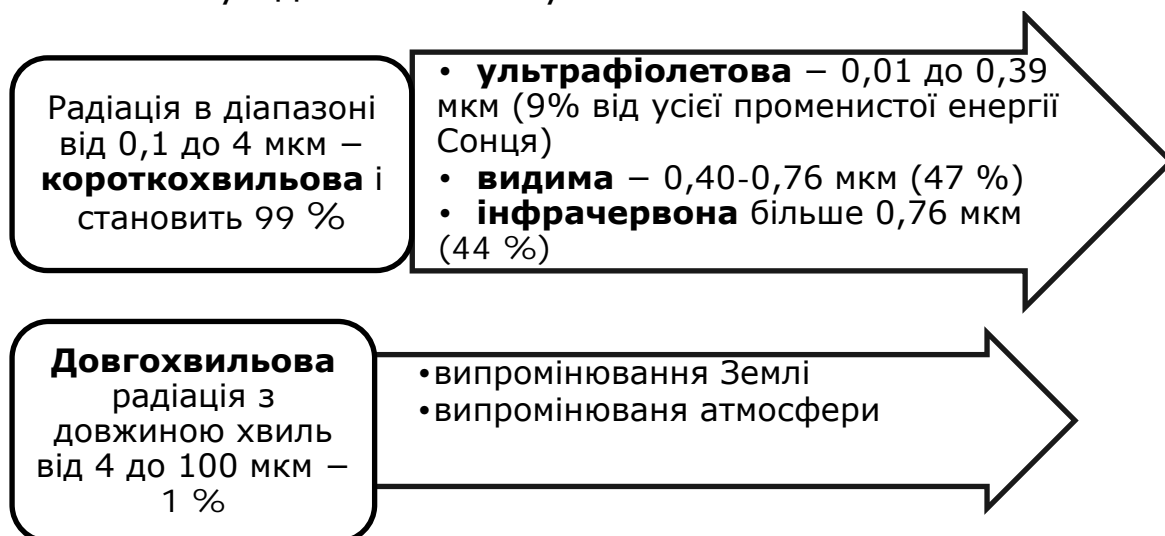 Радіація в діапазоні
від 0,1 до 4 мкм –
короткохвильова і
становить 99 %
• ультрафіолетова – 0,01 до 0,39
мкм (9% від усієї променистої енергії
Сонця)
• видима – 0,40-0,76 мкм (47 %)
• інфрачервона більше 0,76 мкм
(44 %)
Довгохвильова
радіація з
довжиною хвиль
від 4 до 100 мкм –
1 %
•випромінювання Землі
•випромінюваня атмосфери